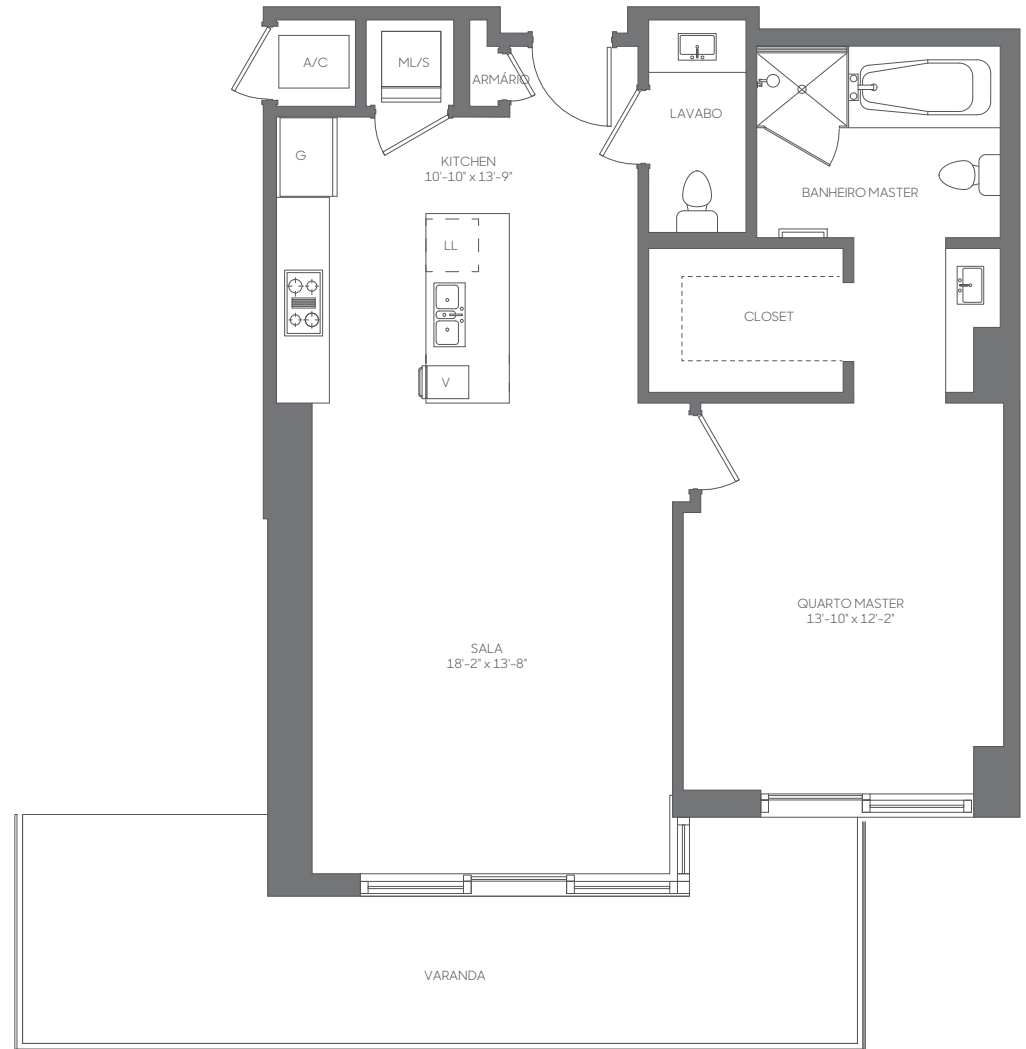 A/C
ML/S
ARMÁRIO
LAVABO
G
KITCHEN
10'-10" x 13'-9"
BANHEIRO MASTER
LL
CLOSET
V
QUARTO MASTER
13'-10" x 12'-2"
SALA
18'-2" x 13'-8"
VARANDA